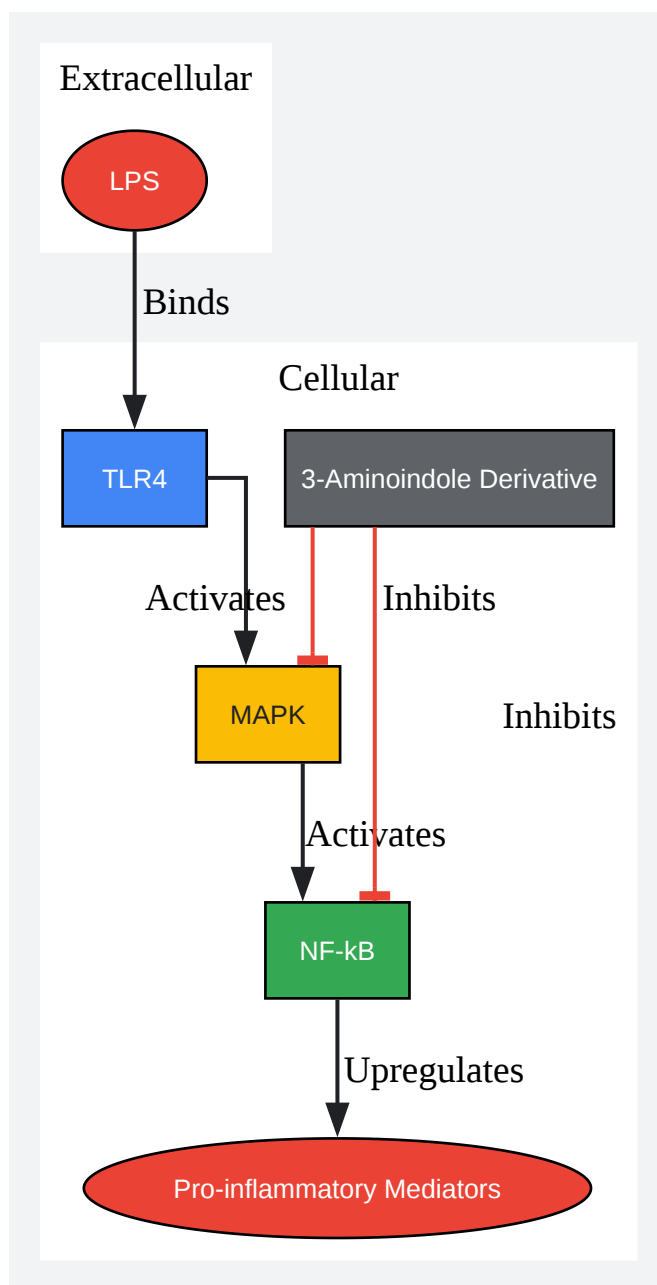 Extracellular
LPS
Binds
Cellular
TLR4
3-Aminoindole Derivative
Activates
Inhibits
MAPK
Inhibits
Activates
NF-kB
Upregulates
Pro-inflammatory Mediators